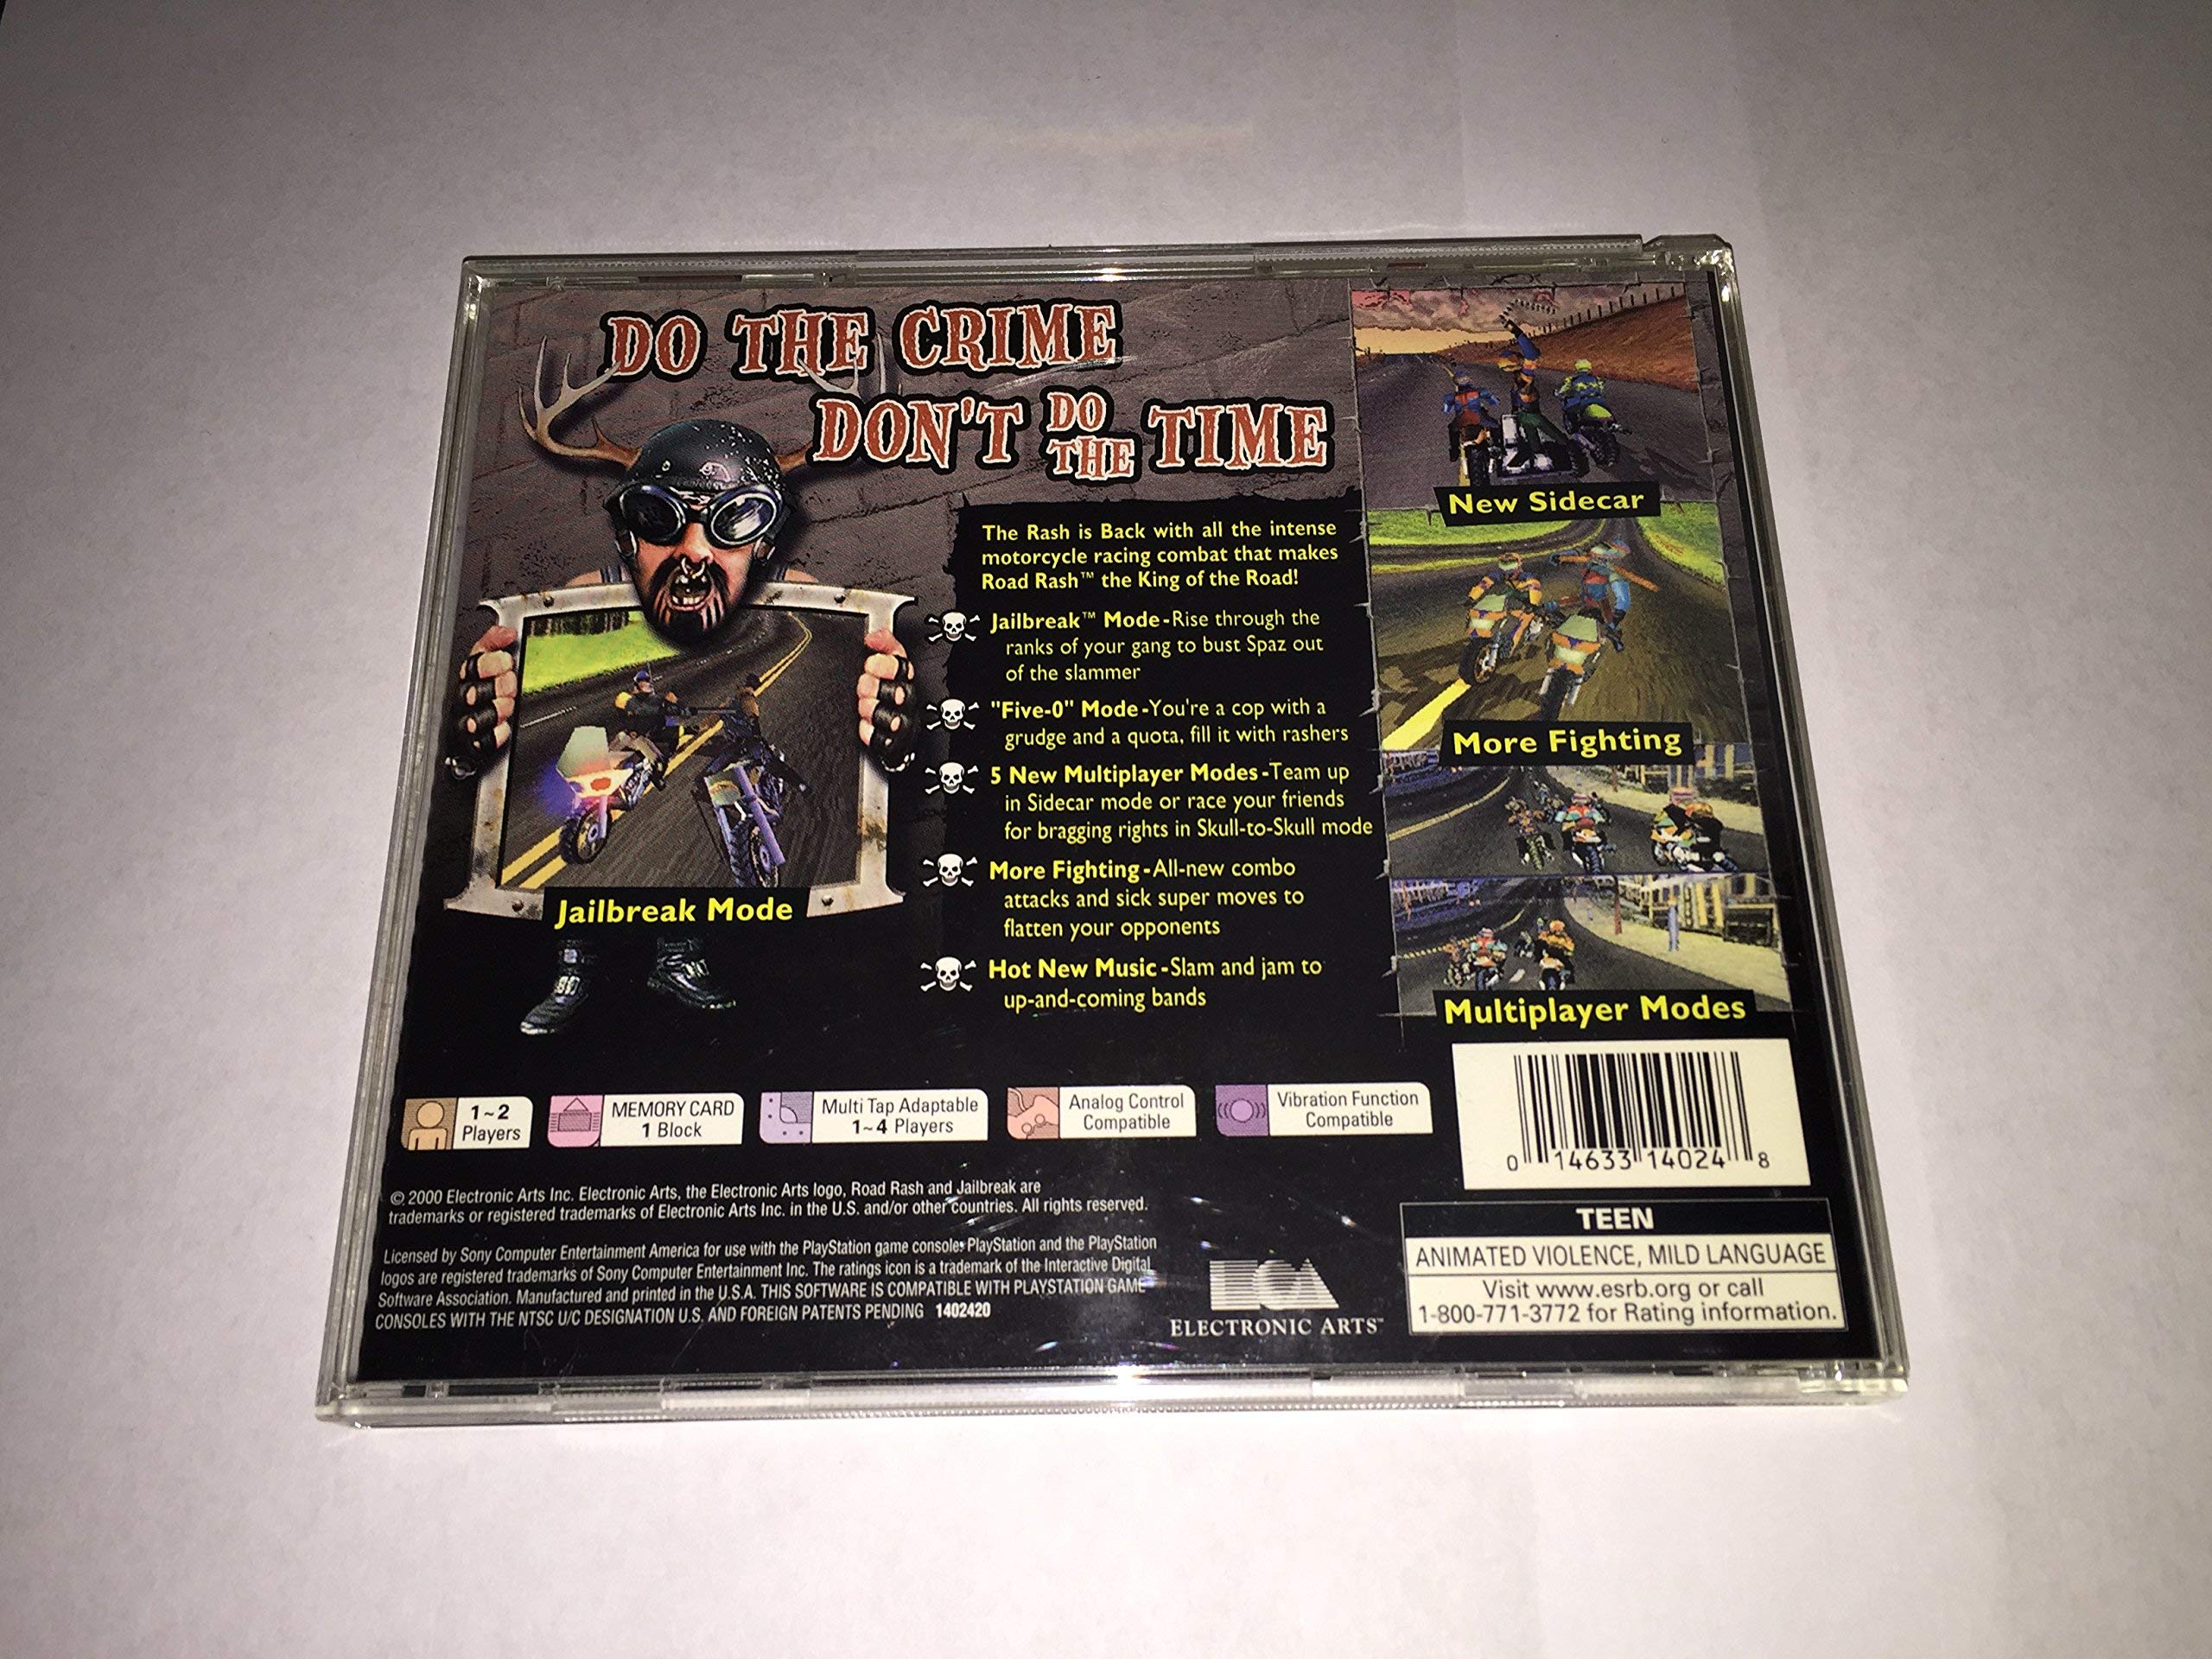 DO THE CRIME
DON'T DO THE TIME
The Rash is Back with all the intense
motorcycle racing combat that makes
Road Rash™ the King of the Road!
Jailbreak™ Mode-Rise through the
ranks of your gang to bust Spaz out
of the slammer
"Five-0" Mode-You're a cop with a
grudge and a quota, fill it with rashers
5 New Multiplayer Modes-Team up
in Sidecar mode or race your friends
for bragging rights in Skull-to-Skull mode
More Fighting-All-new combo
attacks and sick super moves to
flatten your opponents
Hot New Music-Slam and jam to
up-and-coming bands
Jailbreak Mode
New Sidecar
More Fighting
Multiplayer Modes
1~2
Players
MEMORY CARD
1 Block
Multi Tap Adaptable
1~4 Players
Analog Control
Compatible
Vibration Function
Compatible
0 14633 14024 8
© 2000 Electronic Arts Inc. Electronic Arts, the Electronic Arts logo, Road Rash and Jailbreak are
trademarks or registered trademarks of Electronic Arts Inc. in the U.S. and/or other countries. All rights reserved.
Licensed by Sony Computer Entertainment America for use with the PlayStation game console. PlayStation and the PlayStation
logos are registered trademarks of Sony Computer Entertainment Inc. The ratings icon is a trademark of the Interactive Digital
Software Association. Manufactured and printed in the U.S.A. THIS SOFTWARE IS COMPATIBLE WITH PLAYSTATION GAME
CONSOLES WITH THE NTSC U/C DESIGNATION U.S. AND FOREIGN PATENTS PENDING 1402420
EA
ELECTRONIC ARTS™
TEEN
ANIMATED VIOLENCE, MILD LANGUAGE
Visit www.esrb.org or call
1-800-771-3772 for Rating information.